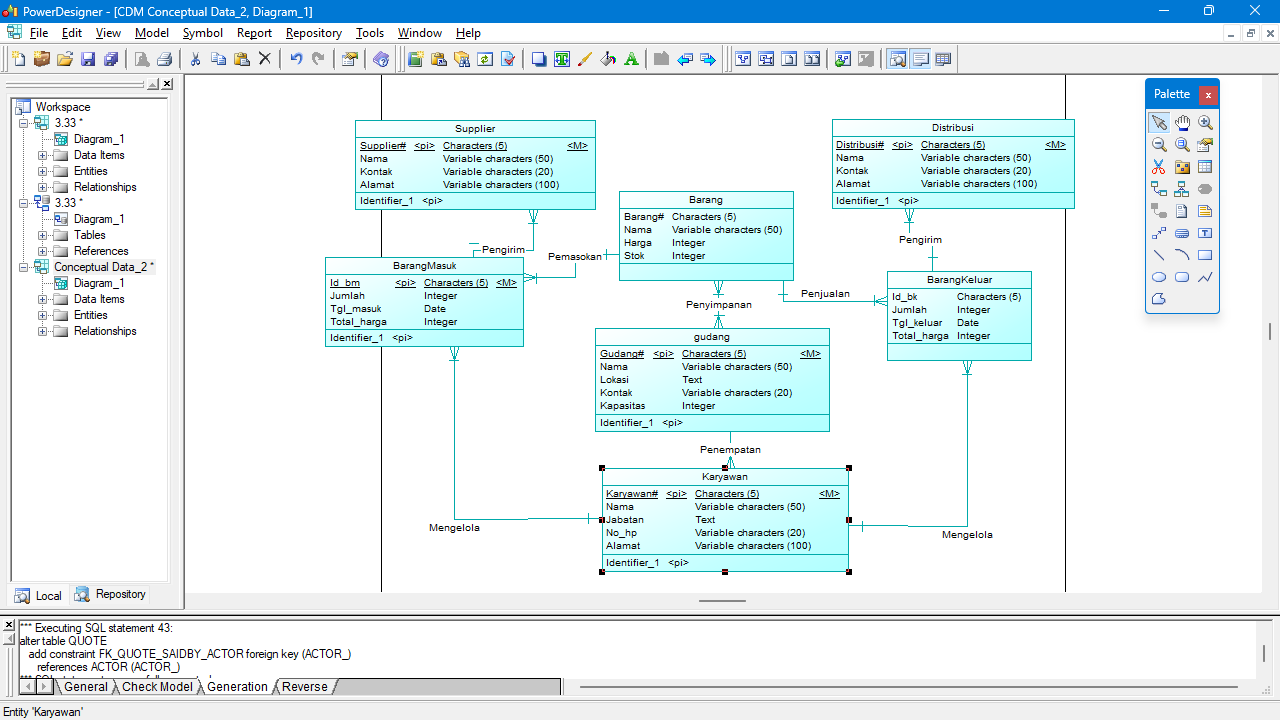 PowerDesigner - [CDM Conceptual Data_2, Diagram_1]
File Edit View Model Symbol Report Repository Tools Window Help
Workspace
3.33 *
Diagram_1
Data Items
Entities
Relationships
3.33 *
Diagram_1
Tables
References
Conceptual Data_2 *
Diagram_1
Data Items
Entities
Relationships
Local Repository
Supplier
Supplier# <pi> Characters (5) <M>
Nama Variable characters (50)
Kontak Variable characters (20)
Alamat Variable characters (100)
Identifier_1 <pi>
Distribusi
Distribusi# <pi> Characters (5) <M>
Nama Variable characters (50)
Kontak Variable characters (20)
Alamat Variable characters (100)
Identifier_1 <pi>
Barang
Barang# Characters (5)
Nama Variable characters (50)
Harga Integer
Stok Integer
Pengirim
Pemasokan
Pengirim
BarangMasuk
Id_bm <pi> Characters (5) <M>
Jumlah Integer
Tgl_masuk Date
Total_harga Integer
Identifier_1 <pi>
Penyimpanan
Penjualan
BarangKeluar
Id_bk Characters (5)
Jumlah Integer
Tgl_keluar Date
Total_harga Integer
gudang
Gudang# <pi> Characters (5) <M>
Nama Variable characters (50)
Lokasi Text
Kontak Variable characters (20)
Kapasitas Integer
Identifier_1 <pi>
Penempatan
Karyawan
Karyawan# <pi> Characters (5) <M>
Nama Variable characters (50)
Jabatan Text
No_hp Variable characters (20)
Alamat Variable characters (100)
Identifier_1 <pi>
Mengelola
Mengelola
Palette
*** Executing SQL statement 43:
alter table QUOTE
add constraint FK_QUOTE_SAIDBY_ACTOR foreign key (ACTOR_)
references ACTOR (ACTOR_)
General Check Model Generation Reverse
Entity 'Karyawan'